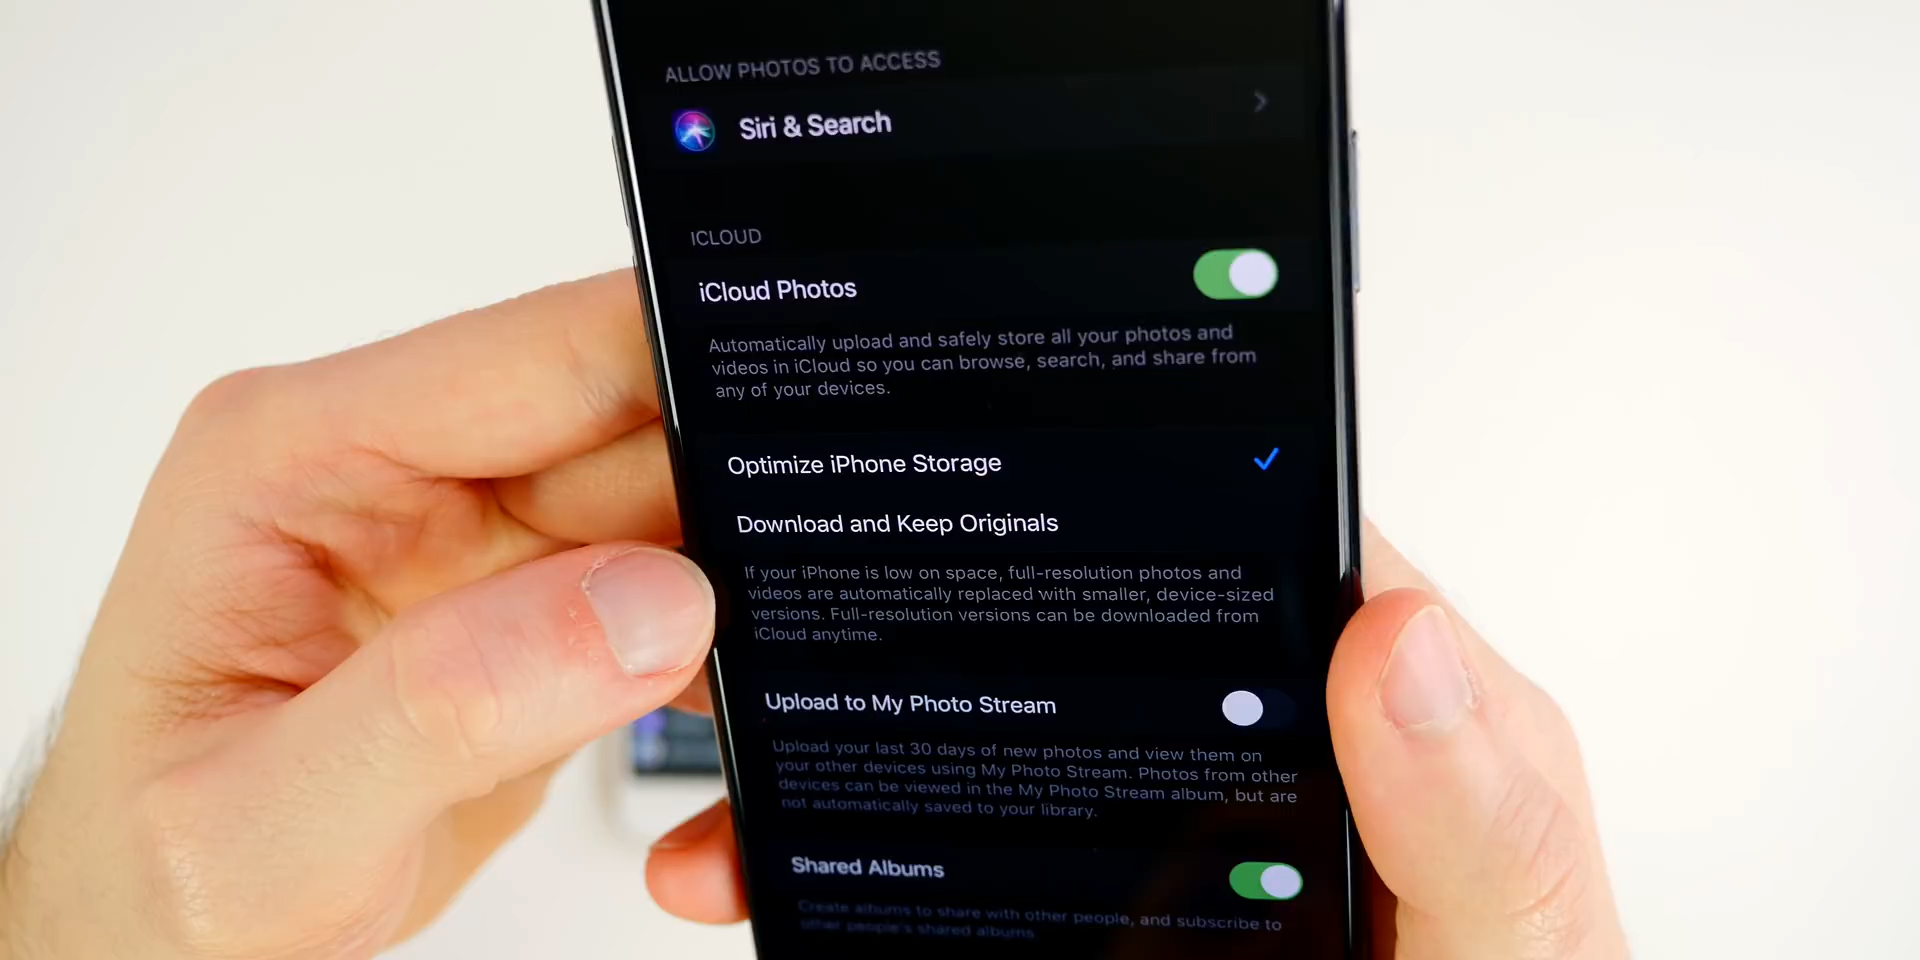 ALLOW PHOTOS TO ACCESS
Siri & Search
ICLOUD
iCloud Photos
Automatically upload and safely store all your photos and
videos in iCloud so you can browse, search, and share from
any of your devices.
Optimize iPhone Storage
Download and Keep Originals
If your iPhone is low on space, full-resolution photos and
videos are automatically replaced with smaller, device-sized
versions. Full-resolution versions can be downloaded from
iCloud anytime.
Upload to My Photo Stream
Upload your last 30 days of new photos and view them on
your other devices using My Photo Stream. Photos from other
devices can be viewed in the My Photo Stream album, but are
not automatically saved to your library.
Shared Albums
Create albums to share with other people, and subscribe to
other people's shared albums.